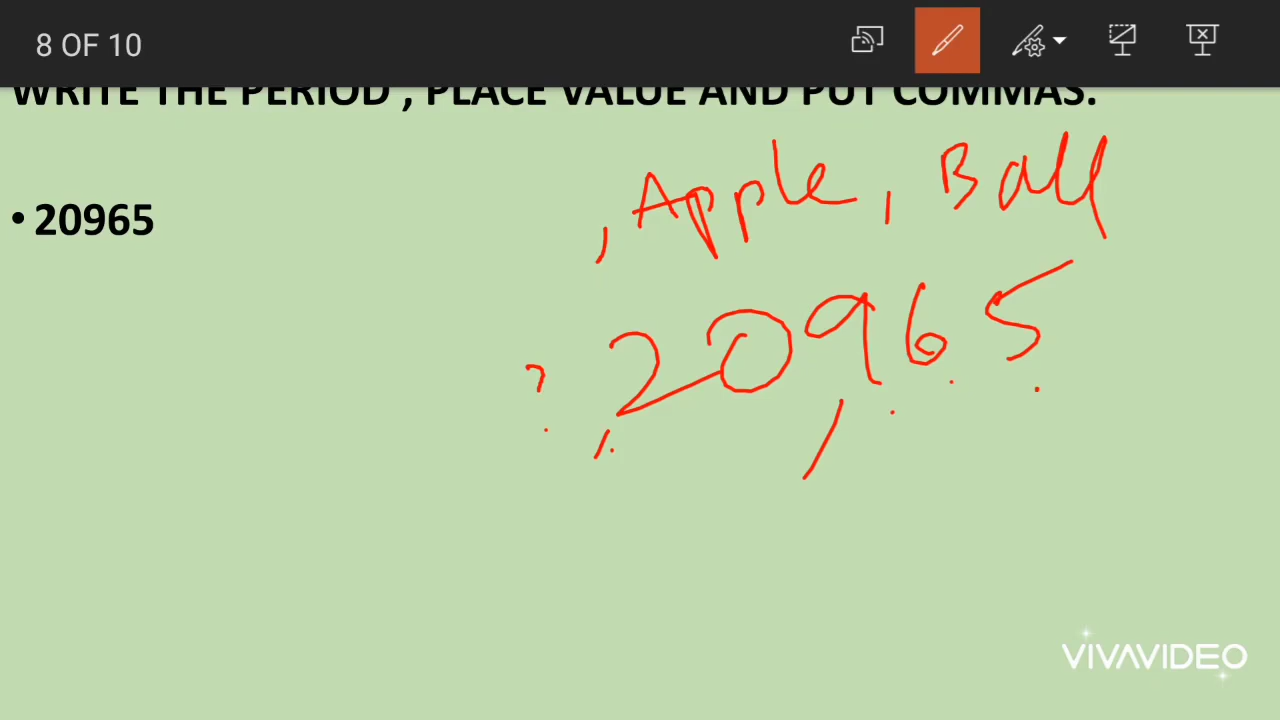 8 OF 10
WRITE THE PERIOD , PLACE VALUE AND PUT COMMAS.
, Apple , Ball
• 20965
20965
? , ,
VIVAVIDEO